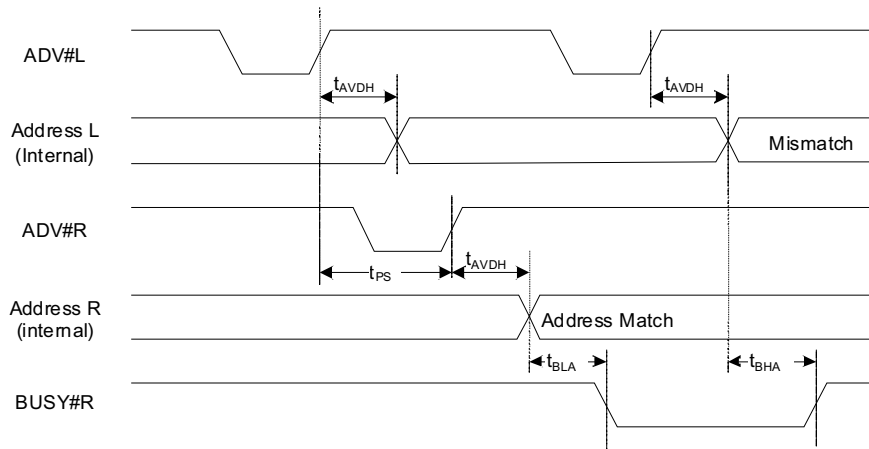 ADV#L
tAVDH
tAVDH
Address L
(Internal)
Mismatch
ADV#R
tAVDH
tPS
Address R
(internal)
Address Match
tBLA
tBHA
BUSY#R